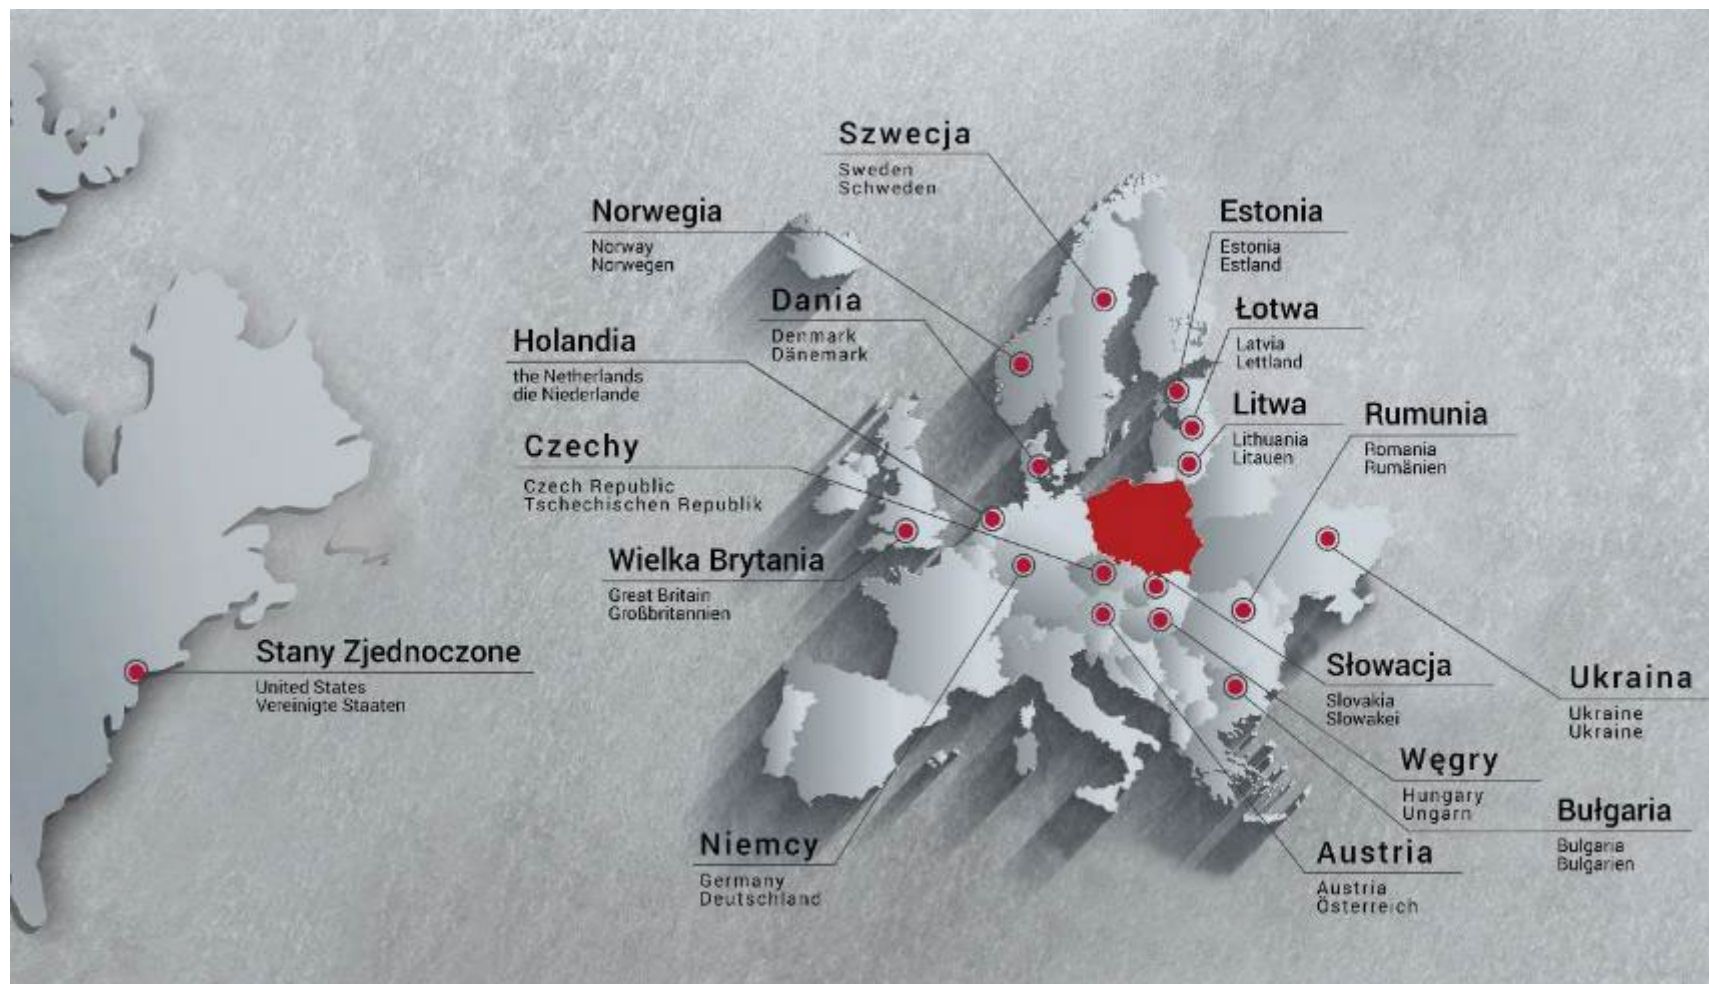 Szwecja
Sweden
Schweden
Norwegia
Norway
Norwegen
Estonia
Estonia
Estland
Dania
Denmark
Dänemark
Łotwa
Latvia
Lettland
Holandia
the Netherlands
die Niederlande
Litwa
Lithuania
Litauen
Rumunia
Romania
Rumänien
Czechy
Czech Republic
Tschechischen Republik
Wielka Brytania
Great Britain
Großbritannien
Stany Zjednoczone
United States
Vereinigte Staaten
Słowacja
Slovakia
Slowakei
Ukraina
Ukraine
Ukraine
Węgry
Hungary
Ungarn
Bułgaria
Bulgaria
Bulgarien
Niemcy
Germany
Deutschland
Austria
Austria
Österreich